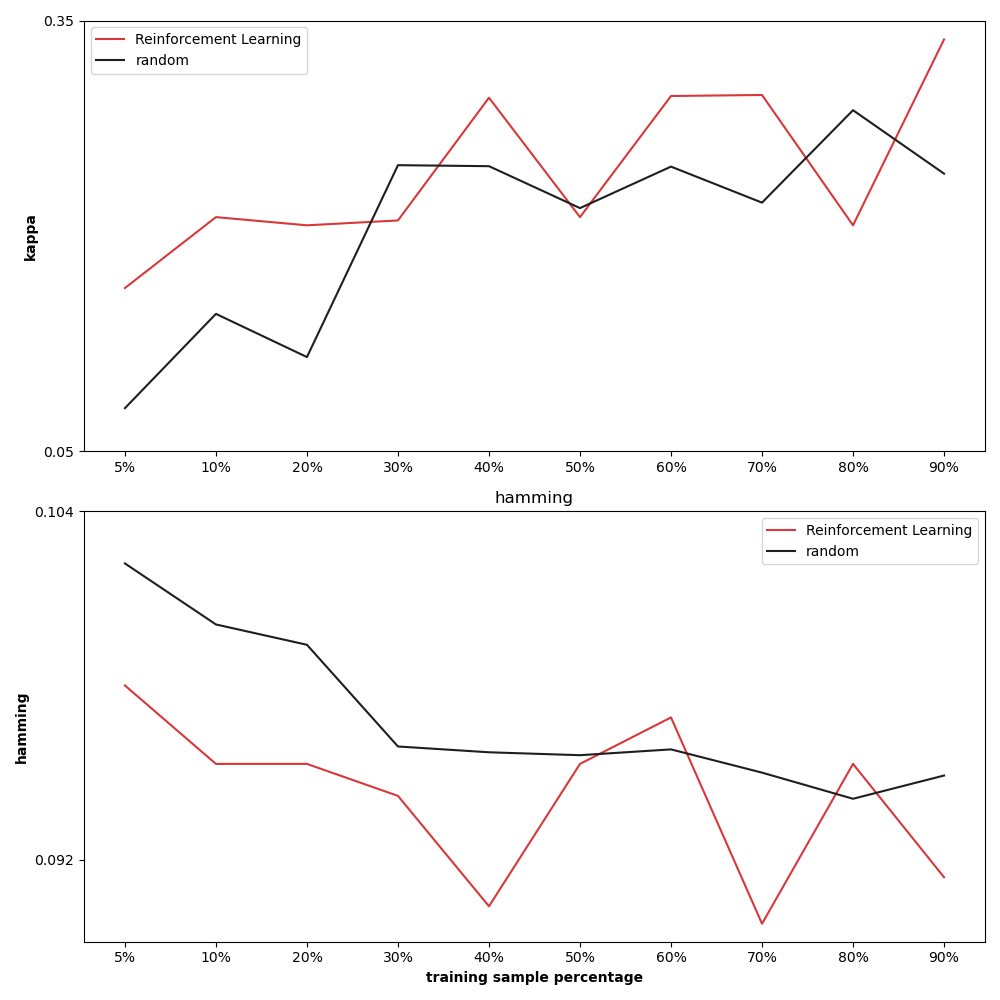 0.35
Reinforcement Learning
random
kappa
0.05
5% 10% 20% 30% 40% 50% 60% 70% 80% 90%
hamming
0.104
Reinforcement Learning
random
hamming
0.092
5% 10% 20% 30% 40% 50% 60% 70% 80% 90%
training sample percentage